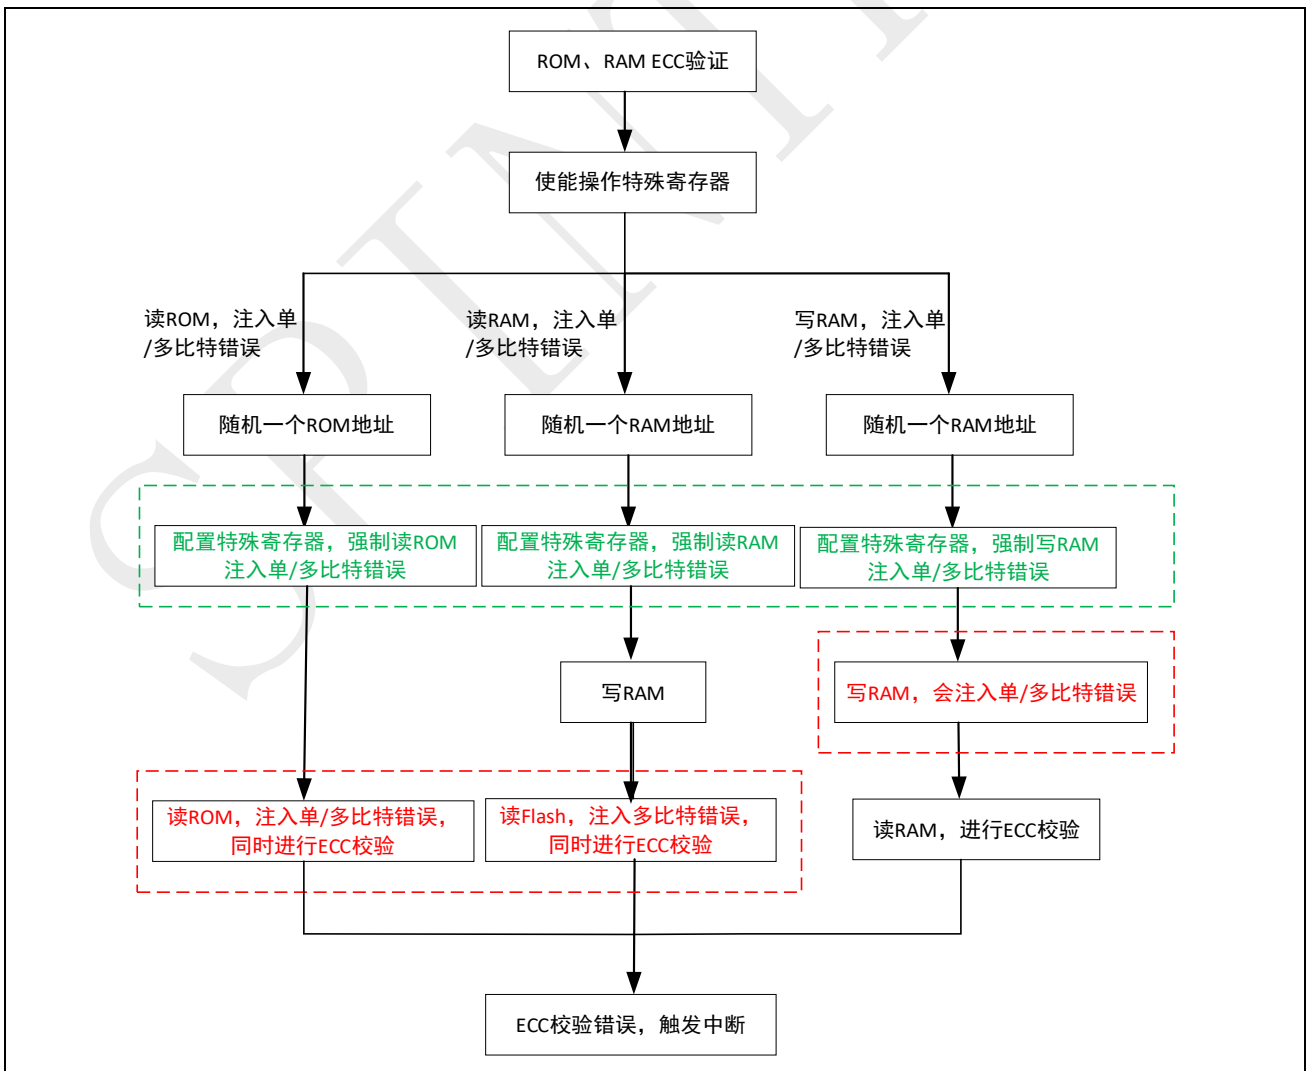 ROM、RAM ECC验证
使能操作特殊寄存器
读ROM，注入单
/多比特错误
读RAM，注入单
/多比特错误
写RAM，注入单
/多比特错误
随机一个ROM地址
随机一个RAM地址
随机一个RAM地址
配置特殊寄存器，强制读ROM
注入单/多比特错误
配置特殊寄存器，强制读RAM
注入单/多比特错误
配置特殊寄存器，强制写RAM
注入单/多比特错误
写RAM
写RAM，会注入单/多比特错误
读ROM，注入单/多比特错误，
同时进行ECC校验
读Flash，注入多比特错误，
同时进行ECC校验
读RAM，进行ECC校验
ECC校验错误，触发中断